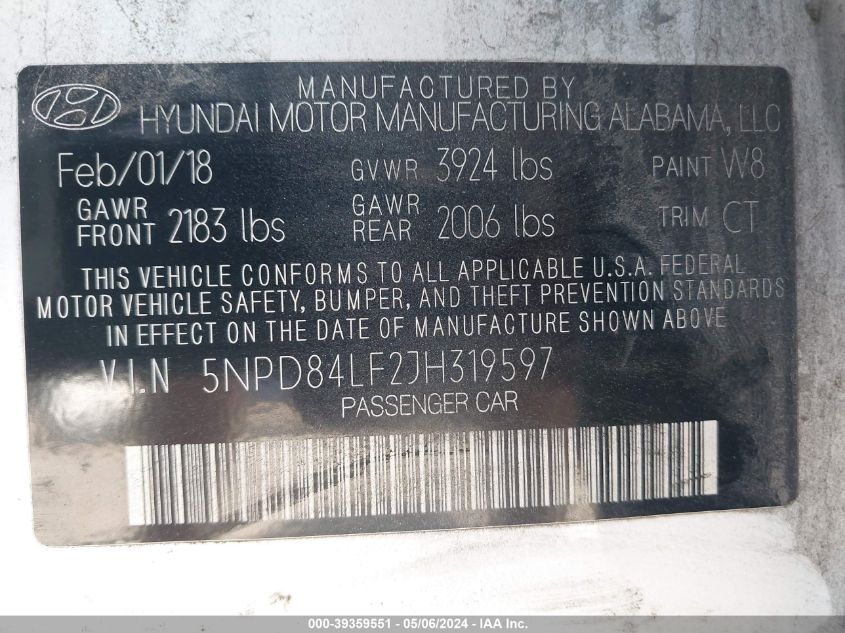 MANUFACTURED BY
HYUNDAI MOTOR MANUFACTURING ALABAMA, LLC
Feb/01/18 GVWR 3924 lbs PAINT W8
GAWR FRONT 2183 lbs GAWR REAR 2006 lbs TRIM CT
THIS VEHICLE CONFORMS TO ALL APPLICABLE U.S.A. FEDERAL
MOTOR VEHICLE SAFETY, BUMPER, AND THEFT PREVENTION STANDARDS
IN EFFECT ON THE DATE OF MANUFACTURE SHOWN ABOVE.
V.I.N 5NPD84LF2JH319597
PASSENGER CAR
000-39359551 - 05/06/2024 - IAAI.COM